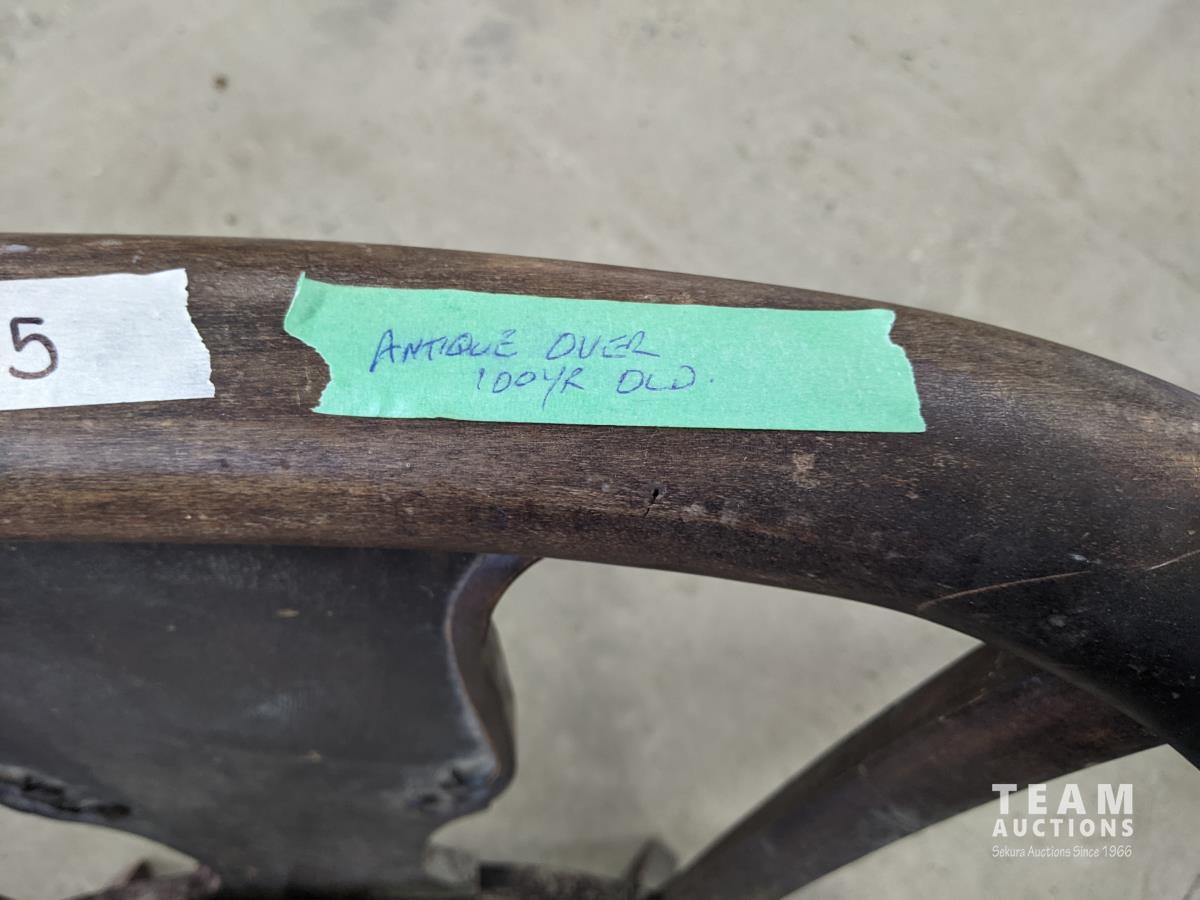 5
ANTIQUE OVER
100YR OLD.
TEAM
AUCTIONS
Sekura Auctions Since 1966